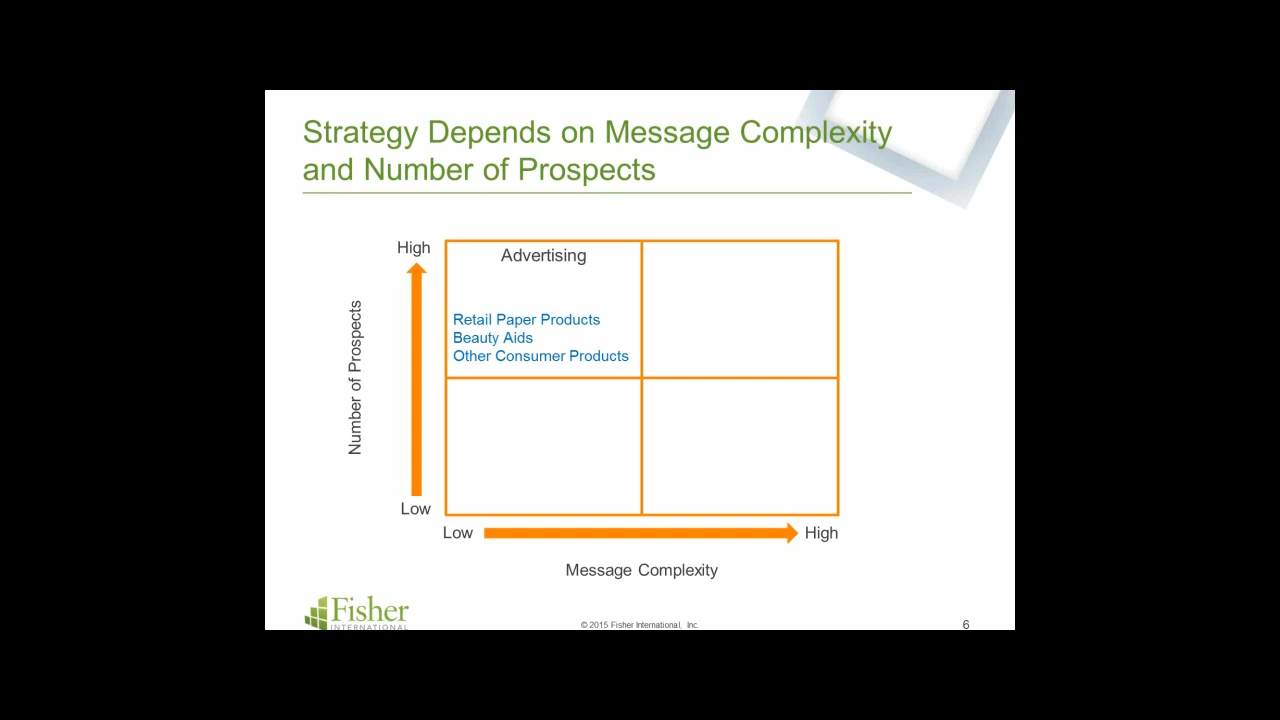 Strategy Depends on Message Complexity
and Number of Prospects
High
Advertising
Retail Paper Products
Beauty Aids
Other Consumer Products
Number of Prospects
Low
Low
High
Message Complexity
Fisher
INTERNATIONAL
© 2015 Fisher International, Inc.
6